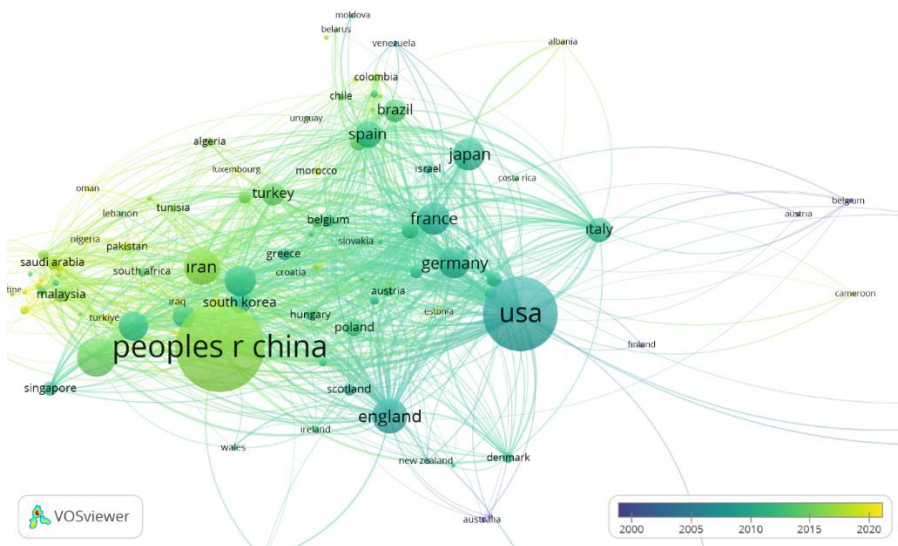 moldova
belarus
venezuela
albania
colombia
chile
brazil
uruguay
spain
algeria
japan
israel
luxembourg
morocco
costa rica
oman
turkey
belgium
austria
lebanon
tunisia
belgium
france
italy
nigeria
slovakia
pakistan
greece
saudi arabia
iran
germany
south africa
croatia
tine
malaysia
austria
cameroon
iraq
south korea
hungary
estonia
usa
turkiye
poland
peoples r china
finland
singapore
scotland
england
ireland
wales
new zealand
denmark
australia
VOSviewer
2000 2005 2010 2015 2020